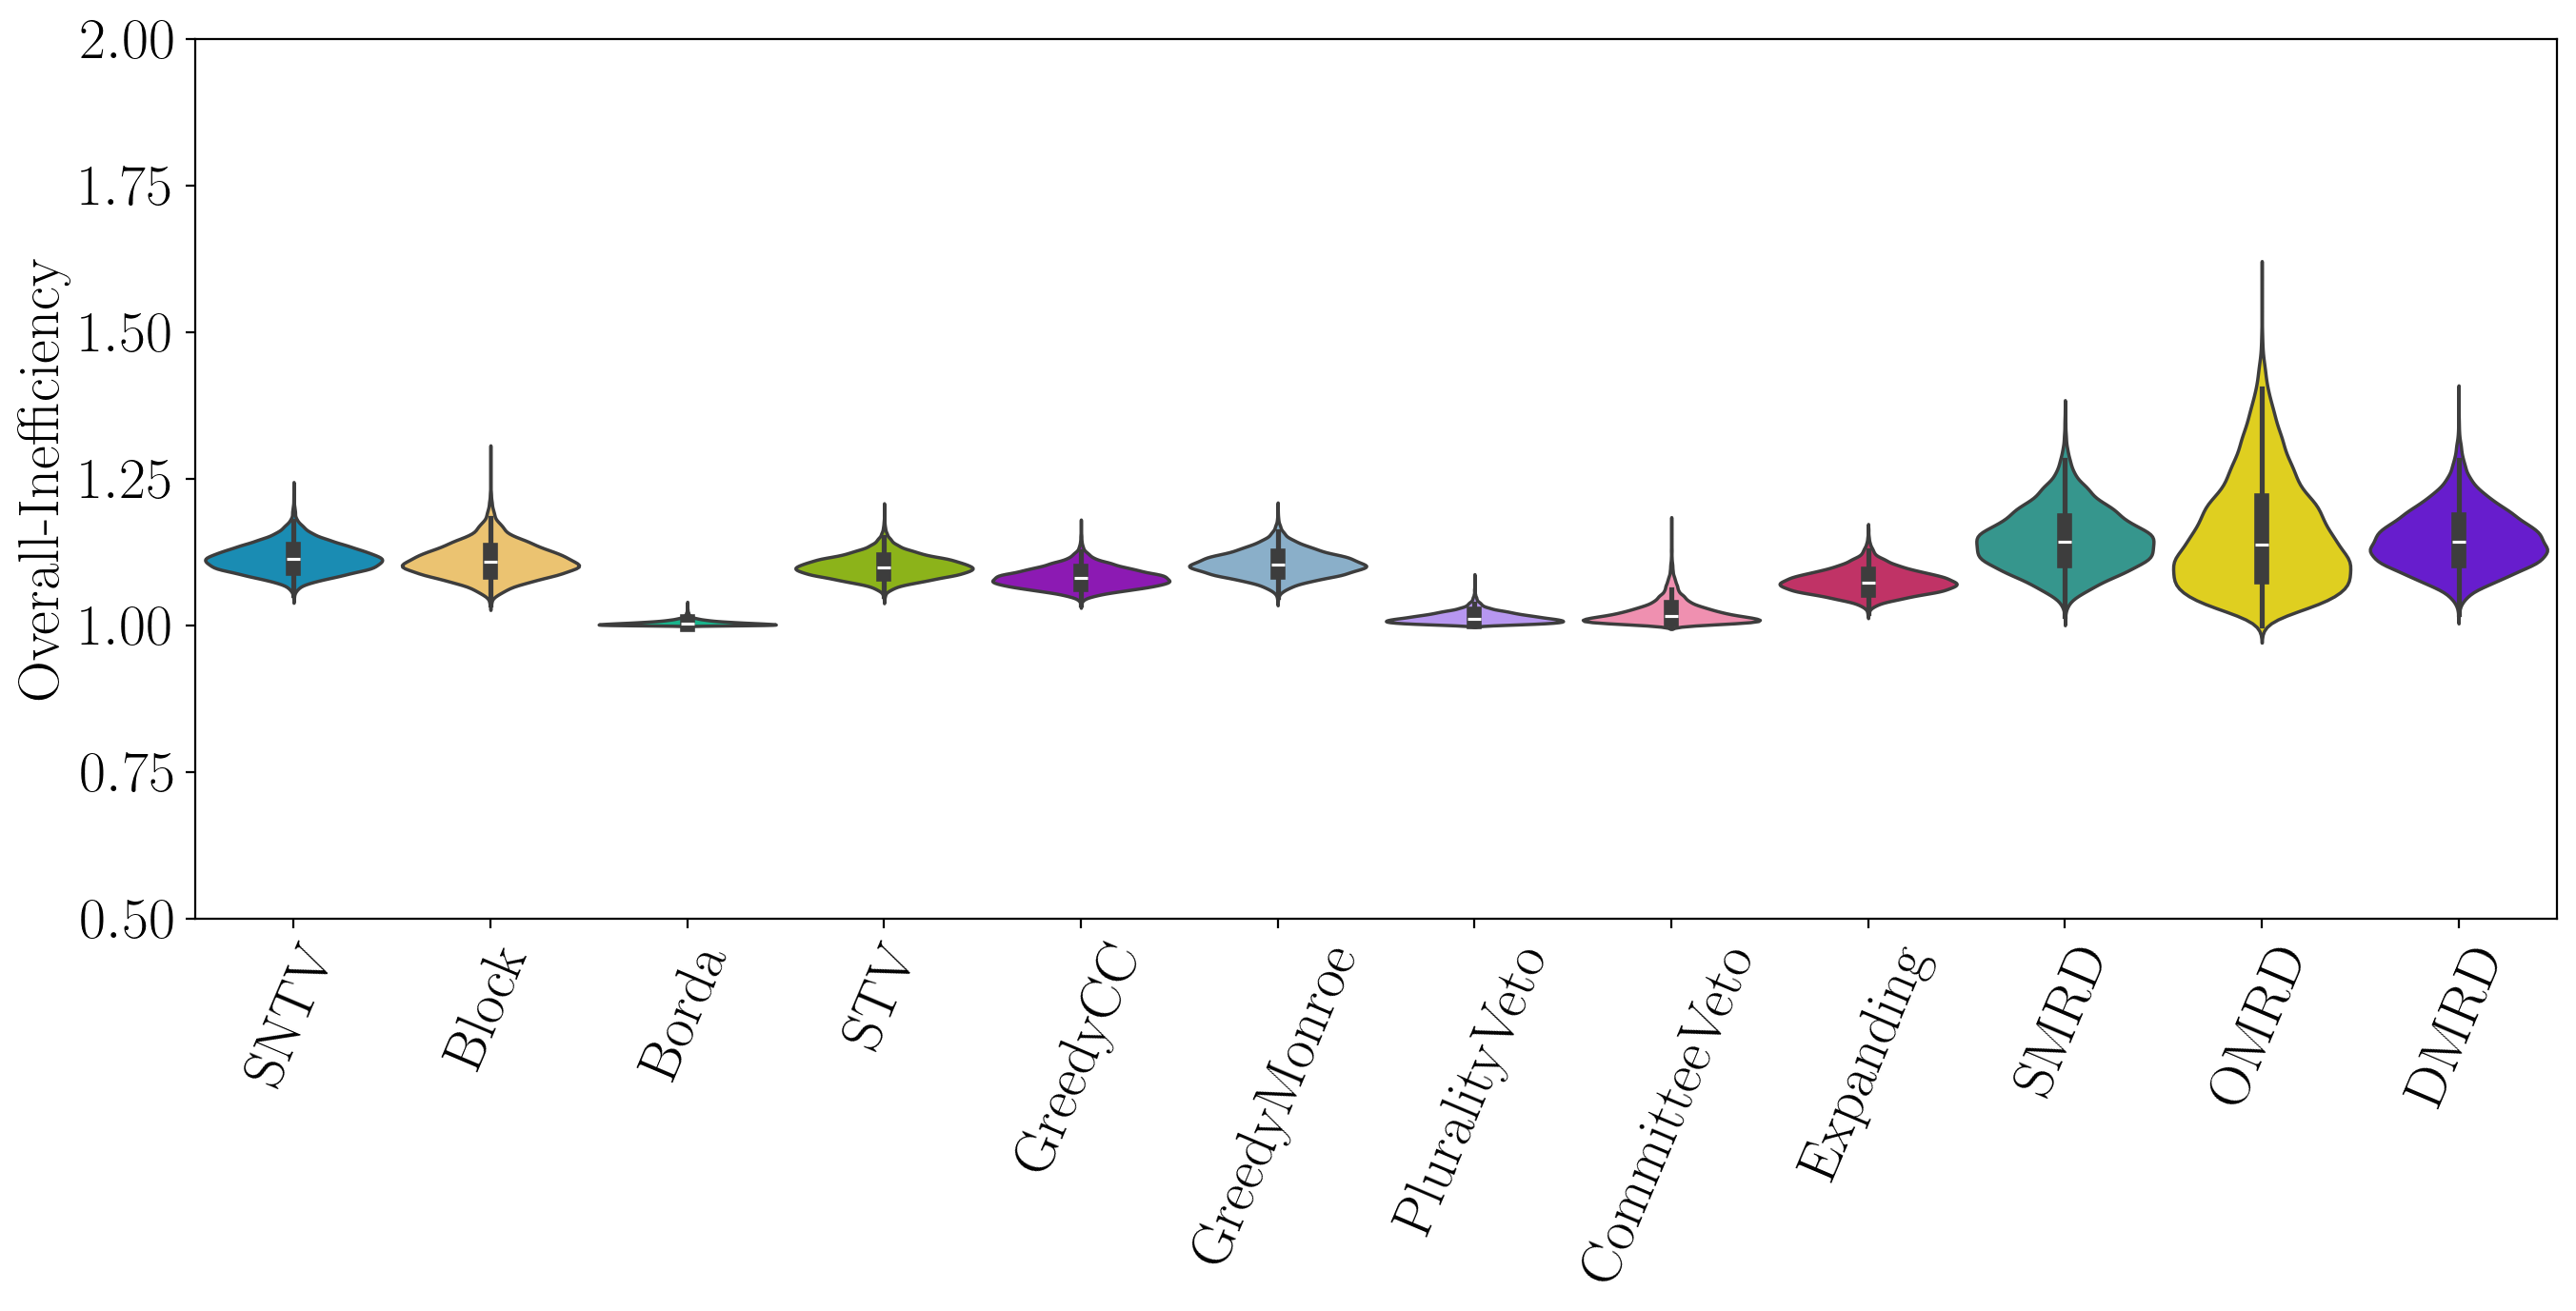 Overall-Inefficiency
2.00
1.75
1.50
1.25
1.00
0.75
0.50
SNTV
Block
Borda
STV
GreedyCC
GreedyMonroe
PluralityVeto
CommitteeVeto
Expanding
SMRD
OMRD
DMRD